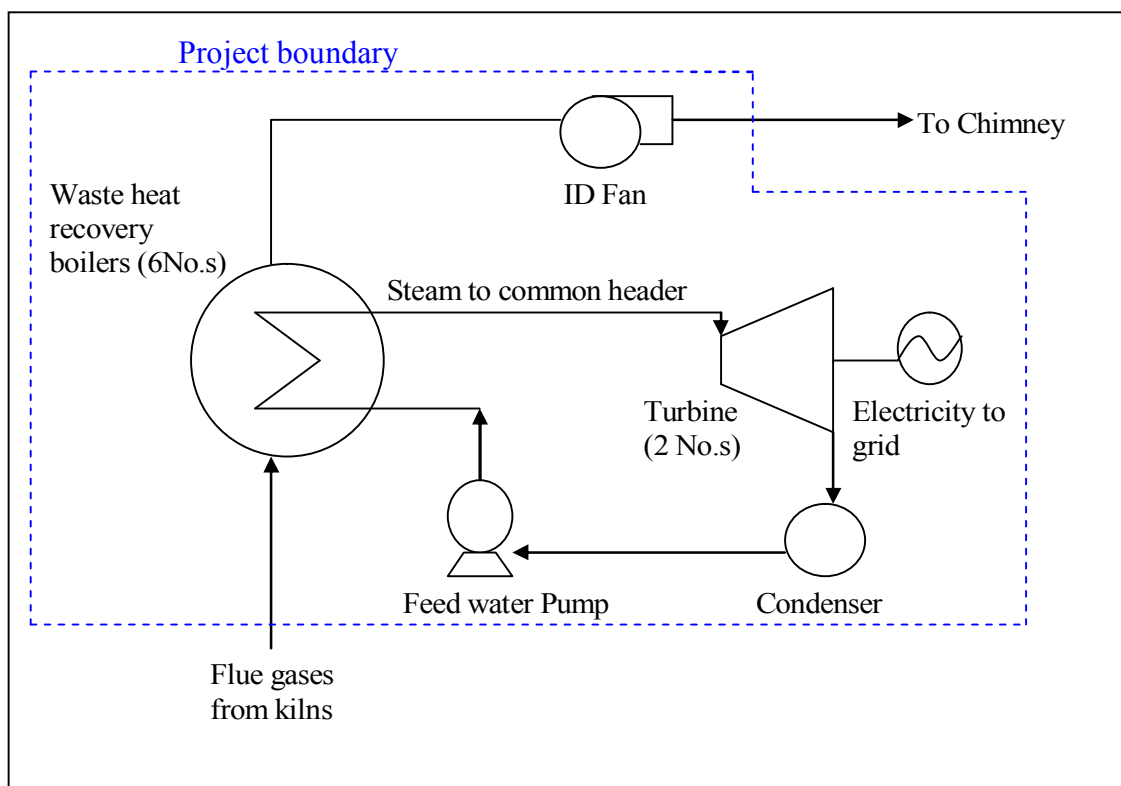 Project boundary
To Chimney
ID Fan
Waste heat
recovery
boilers (6No.s)
Steam to common header
Turbine
(2 No.s)
Electricity to
grid
Feed water Pump
Condenser
Flue gases
from kilns